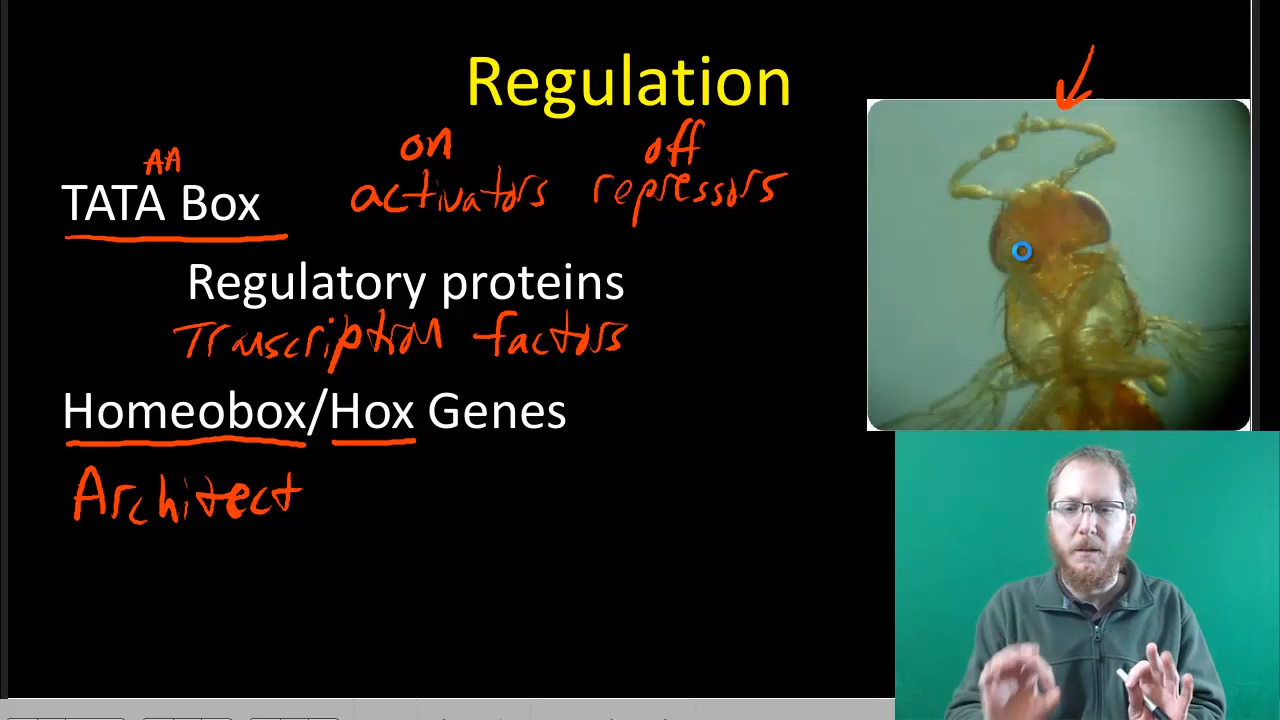 Regulation
AA
TATA Box
on off
activators repressors
Regulatory proteins
Transcription factors
Homeobox/Hox Genes
Architect